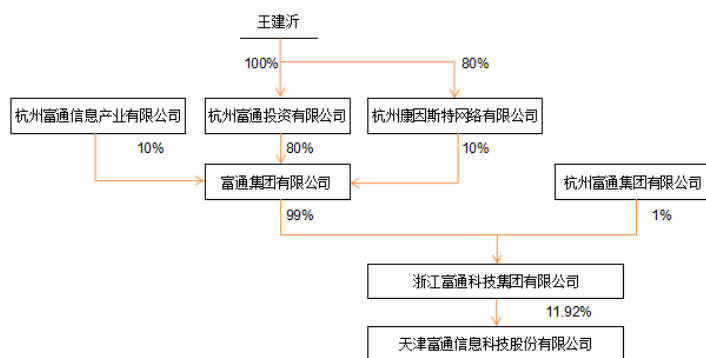 王建沂
100%
80%
杭州富通信息产业有限公司
杭州富通投资有限公司
杭州康因斯特网络有限公司
10%
80%
10%
富通集团有限公司
杭州富通集团有限公司
99%
1%
浙江富通科技集团有限公司
11.92%
天津富通信息科技股份有限公司